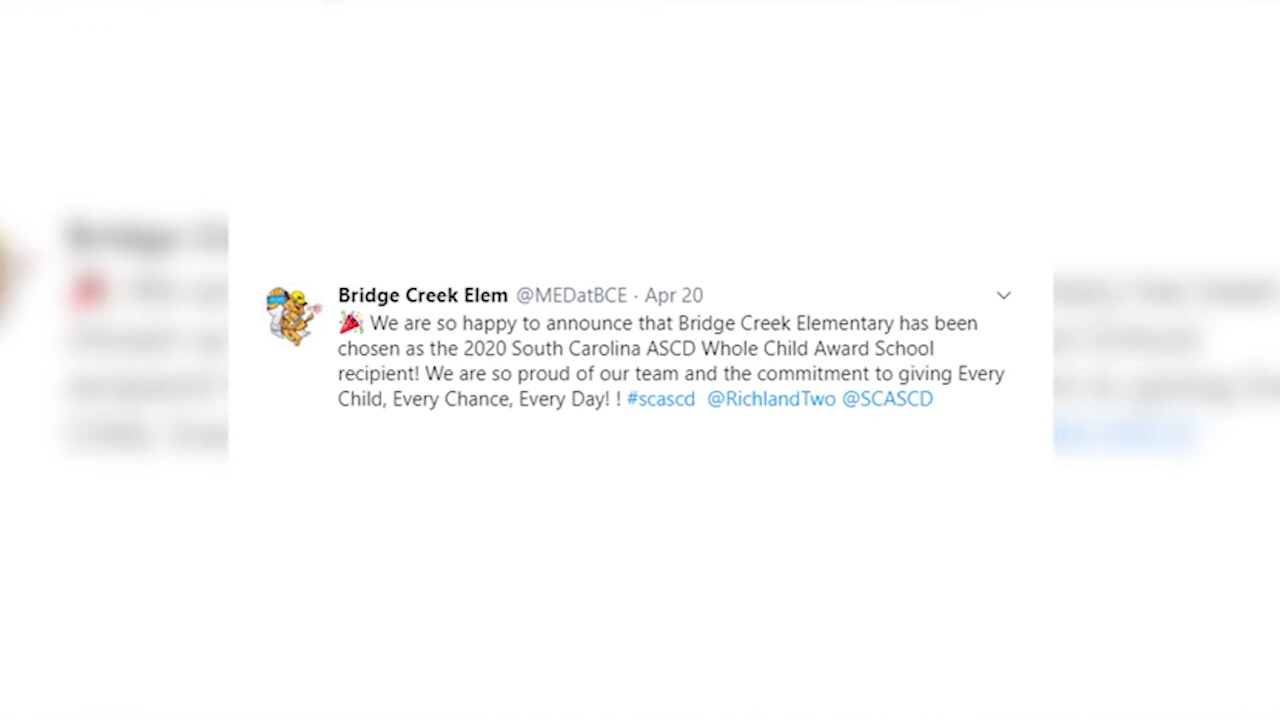 Bridge Creek Elem @MEDatBCE · Apr 20
🎉 We are so happy to announce that Bridge Creek Elementary has been
chosen as the 2020 South Carolina ASCD Whole Child Award School
recipient! We are so proud of our team and the commitment to giving Every
Child, Every Chance, Every Day! ! #scascd @RichlandTwo @SCASCD